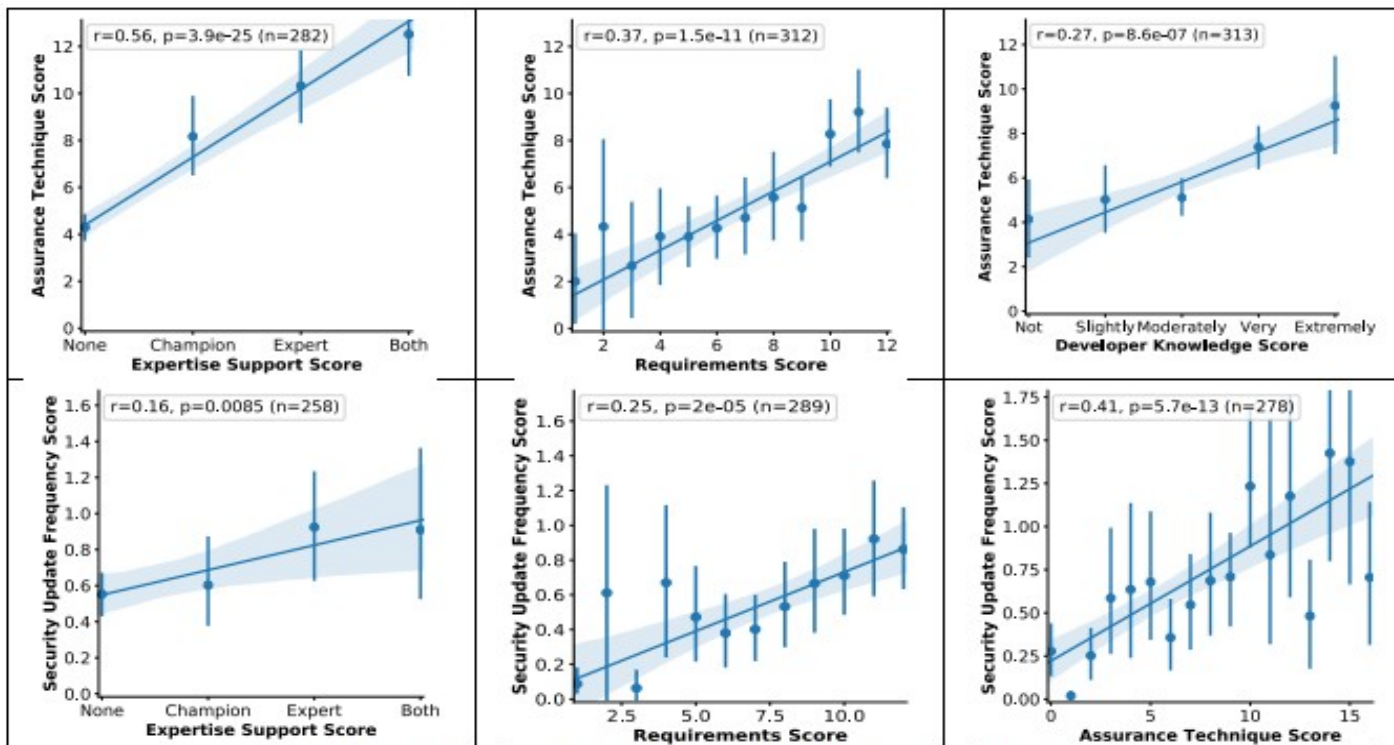 r=0.56, p=3.9e-25 (n=282)
Assurance Technique Score
12
10
8
6
4
2
0
None Champion Expert Both
Expertise Support Score
r=0.37, p=1.5e-11 (n=312)
Assurance Technique Score
12
10
8
6
4
2
0
2 4 6 8 10 12
Requirements Score
r=0.27, p=8.6e-07 (n=313)
Assurance Technique Score
12
10
8
6
4
2
0
Not Slightly Moderately Very Extremely
Developer Knowledge Score
r=0.16, p=0.0085 (n=258)
Security Update Frequency Score
1.6
1.4
1.2
1.0
0.8
0.6
0.4
0.2
0.0
None Champion Expert Both
Expertise Support Score
r=0.25, p=2e-05 (n=289)
Security Update Frequency Score
1.6
1.4
1.2
1.0
0.8
0.6
0.4
0.2
0.0
2.5 5.0 7.5 10.0
Requirements Score
r=0.41, p=5.7e-13 (n=278)
Security Update Frequency Score
1.75
1.50
1.25
1.00
0.75
0.50
0.25
0.00
0 5 10 15
Assurance Technique Score